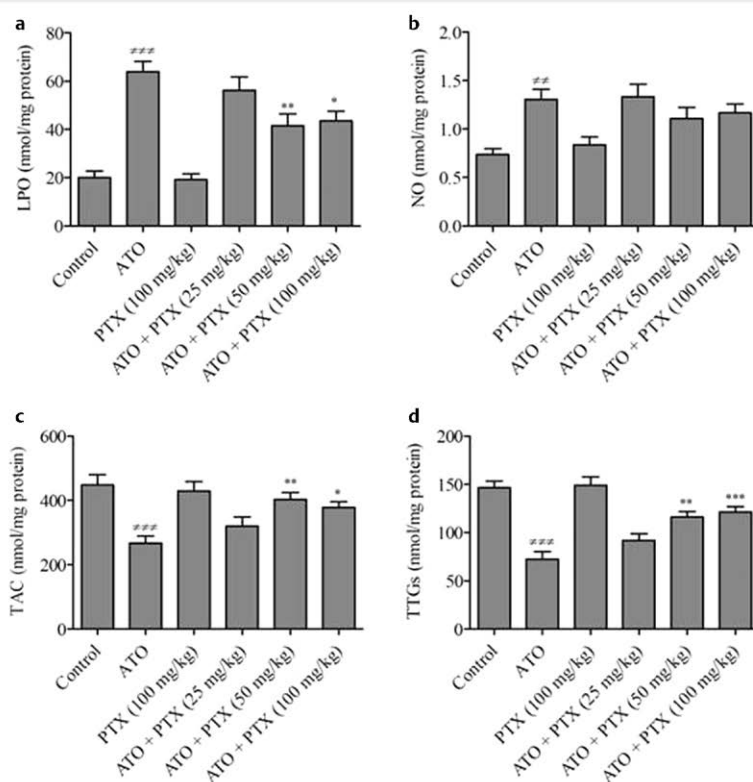 a
LPO (nmol/mg protein)
80
60
40
20
0
≠≠≠
**
*
Control
ATO
PTX (100 mg/kg)
ATO + PTX (25 mg/kg)
ATO + PTX (50 mg/kg)
ATO + PTX (100 mg/kg)
b
NO (nmol/mg protein)
2.0
1.5
1.0
0.5
0.0
≠≠
Control
ATO
PTX (100 mg/kg)
ATO + PTX (25 mg/kg)
ATO + PTX (50 mg/kg)
ATO + PTX (100 mg/kg)
c
TAC (nmol/mg protein)
600
400
200
0
≠≠≠
**
*
Control
ATO
PTX (100 mg/kg)
ATO + PTX (25 mg/kg)
ATO + PTX (50 mg/kg)
ATO + PTX (100 mg/kg)
d
TTGs (nmol/mg protein)
200
150
100
50
0
≠≠≠
**
***
Control
ATO
PTX (100 mg/kg)
ATO + PTX (25 mg/kg)
ATO + PTX (50 mg/kg)
ATO + PTX (100 mg/kg)